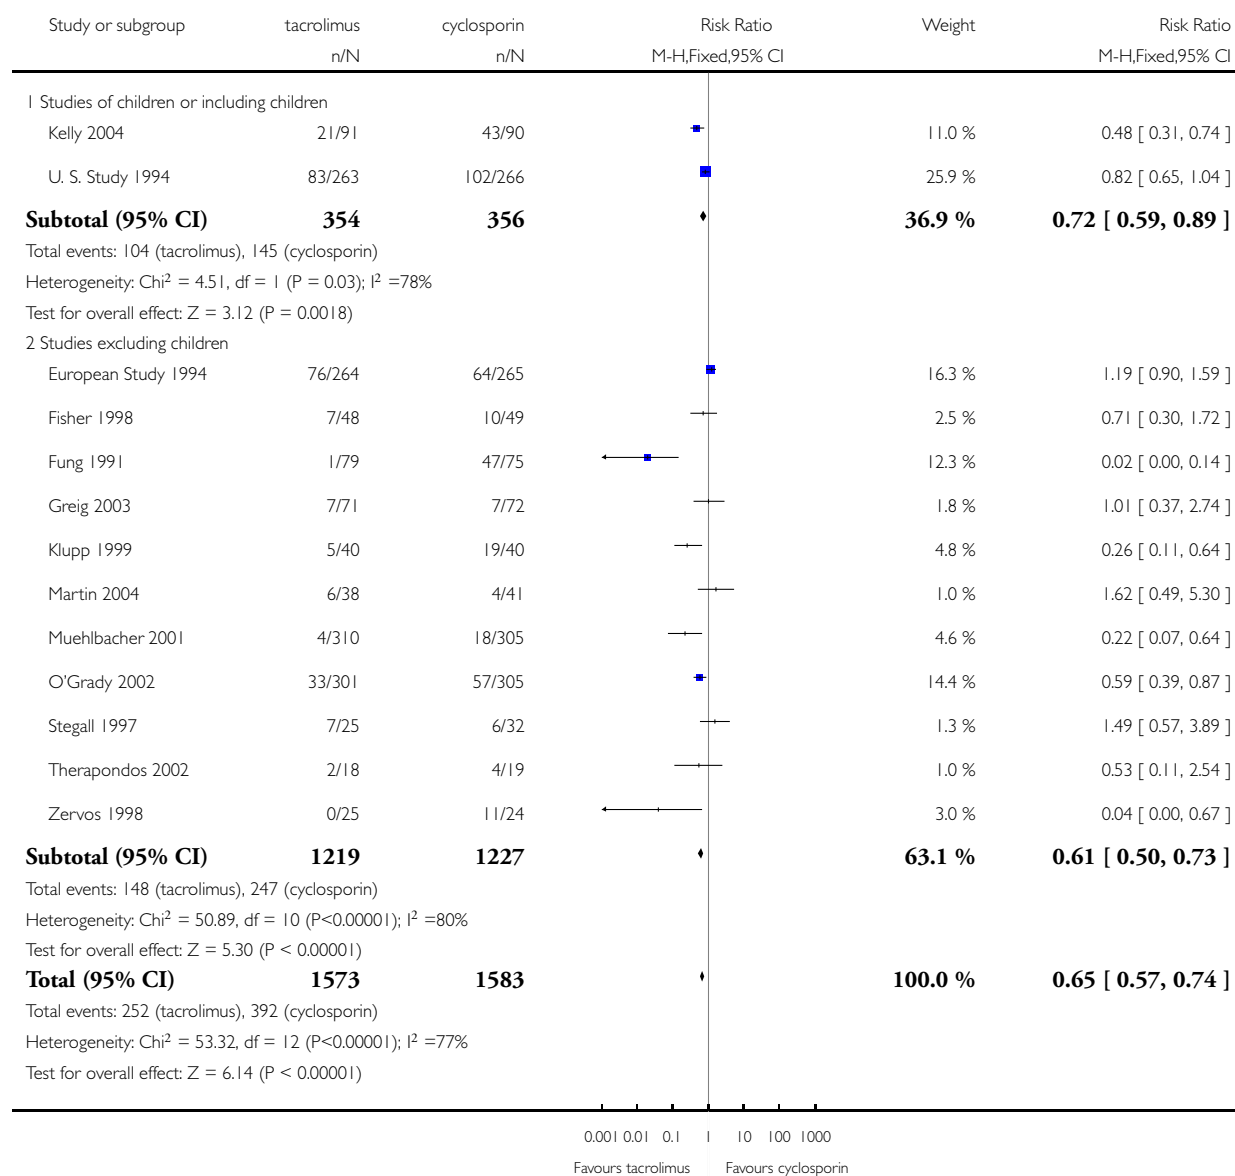 Study or subgroup tacrolimus cyclosporin Risk Ratio Weight Risk Ratio
n/N n/N M-H,Fixed,95% CI M-H,Fixed,95% CI
1 Studies of children or including children
Kelly 2004 21/91 43/90 11.0 % 0.48 [ 0.31, 0.74 ]
U. S. Study 1994 83/263 102/266 25.9 % 0.82 [ 0.65, 1.04 ]
Subtotal (95% CI) 354 356 36.9 % 0.72 [ 0.59, 0.89 ]
Total events: 104 (tacrolimus), 145 (cyclosporin)
Heterogeneity: Chi² = 4.51, df = 1 (P = 0.03); I² =78%
Test for overall effect: Z = 3.12 (P = 0.0018)
2 Studies excluding children
European Study 1994 76/264 64/265 16.3 % 1.19 [ 0.90, 1.59 ]
Fisher 1998 7/48 10/49 2.5 % 0.71 [ 0.30, 1.72 ]
Fung 1991 1/79 47/75 12.3 % 0.02 [ 0.00, 0.14 ]
Greig 2003 7/71 7/72 1.8 % 1.01 [ 0.37, 2.74 ]
Klupp 1999 5/40 19/40 4.8 % 0.26 [ 0.11, 0.64 ]
Martin 2004 6/38 4/41 1.0 % 1.62 [ 0.49, 5.30 ]
Muehlbacher 2001 4/310 18/305 4.6 % 0.22 [ 0.07, 0.64 ]
O'Grady 2002 33/301 57/305 14.4 % 0.59 [ 0.39, 0.87 ]
Stegall 1997 7/25 6/32 1.3 % 1.49 [ 0.57, 3.89 ]
Therapondos 2002 2/18 4/19 1.0 % 0.53 [ 0.11, 2.54 ]
Zervos 1998 0/25 11/24 3.0 % 0.04 [ 0.00, 0.67 ]
Subtotal (95% CI) 1219 1227 63.1 % 0.61 [ 0.50, 0.73 ]
Total events: 148 (tacrolimus), 247 (cyclosporin)
Heterogeneity: Chi² = 50.89, df = 10 (P<0.00001); I² =80%
Test for overall effect: Z = 5.30 (P < 0.00001)
Total (95% CI) 1573 1583 100.0 % 0.65 [ 0.57, 0.74 ]
Total events: 252 (tacrolimus), 392 (cyclosporin)
Heterogeneity: Chi² = 53.32, df = 12 (P<0.00001); I² =77%
Test for overall effect: Z = 6.14 (P < 0.00001)
0.001 0.01 0.1 1 10 100 1000
Favours tacrolimus Favours cyclosporin